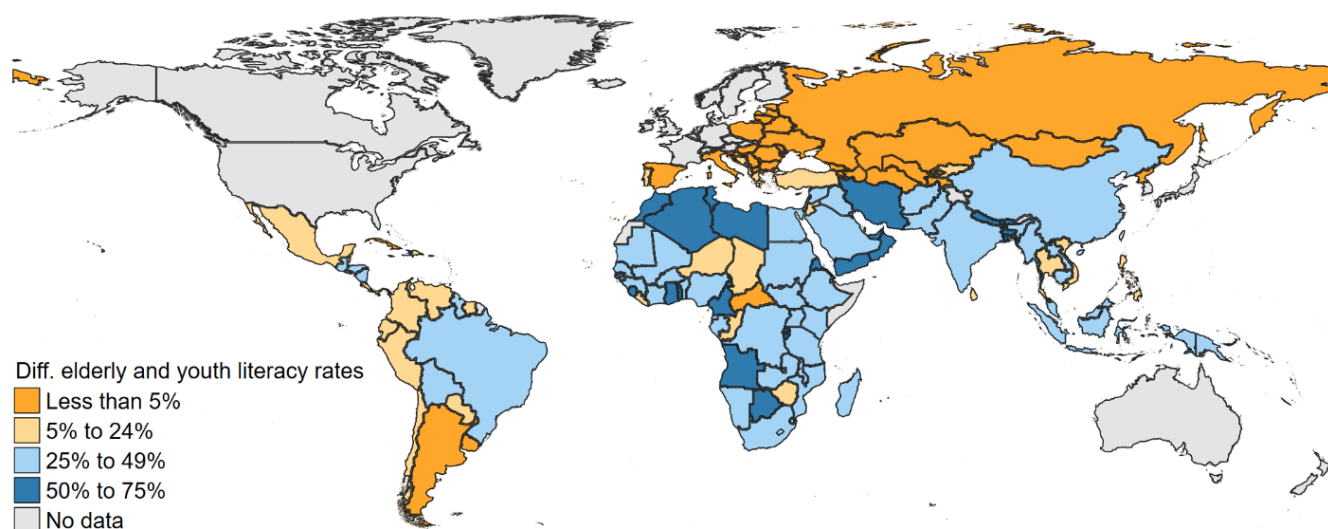 Diff. elderly and youth literacy rates
Less than 5%
5% to 24%
25% to 49%
50% to 75%
No data